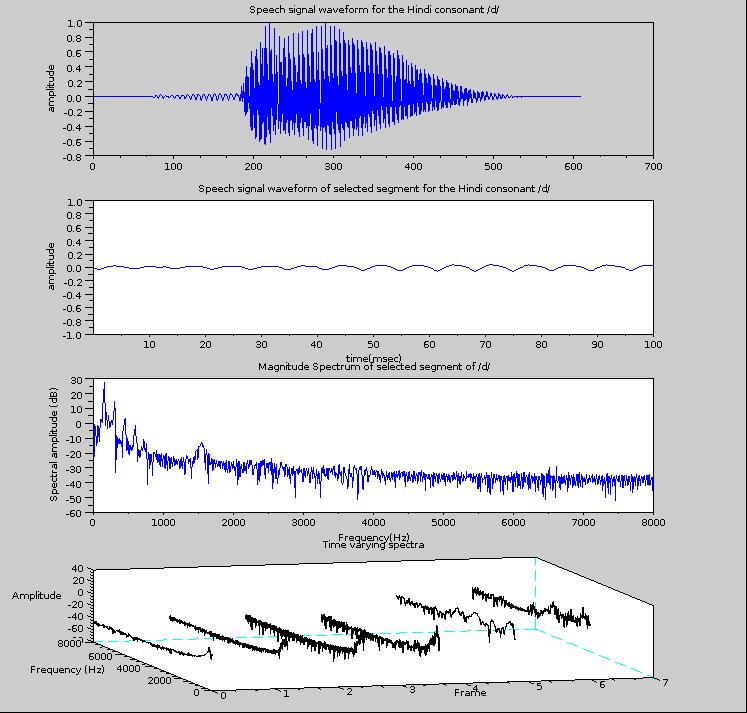 Speech signal waveform for the Hindi consonant /d/
1.0
0.8
0.6
0.4
0.2
0.0
-0.2
-0.4
-0.6
-0.8
amplitude
0 100 200 300 400 500 600 700
Speech signal waveform of selected segment for the Hindi consonant /d/
1.0
0.8
0.6
0.4
0.2
0.0
-0.2
-0.4
-0.6
-0.8
-1.0
amplitude
10 20 30 40 50 60 70 80 90 100
time(msec)
Magnitude Spectrum of selected segment of /d/
30
20
10
0
-10
-20
-30
-40
-50
-60
Spectral amplitude (dB)
0 1000 2000 3000 4000 5000 6000 7000 8000
Frequency(Hz)
Time varying spectra
40
20
0
-20
-40
-60
Amplitude
8000
6000
4000
2000
0
Frequency (Hz)
0 1 2 3 4 5 6 7
Frame